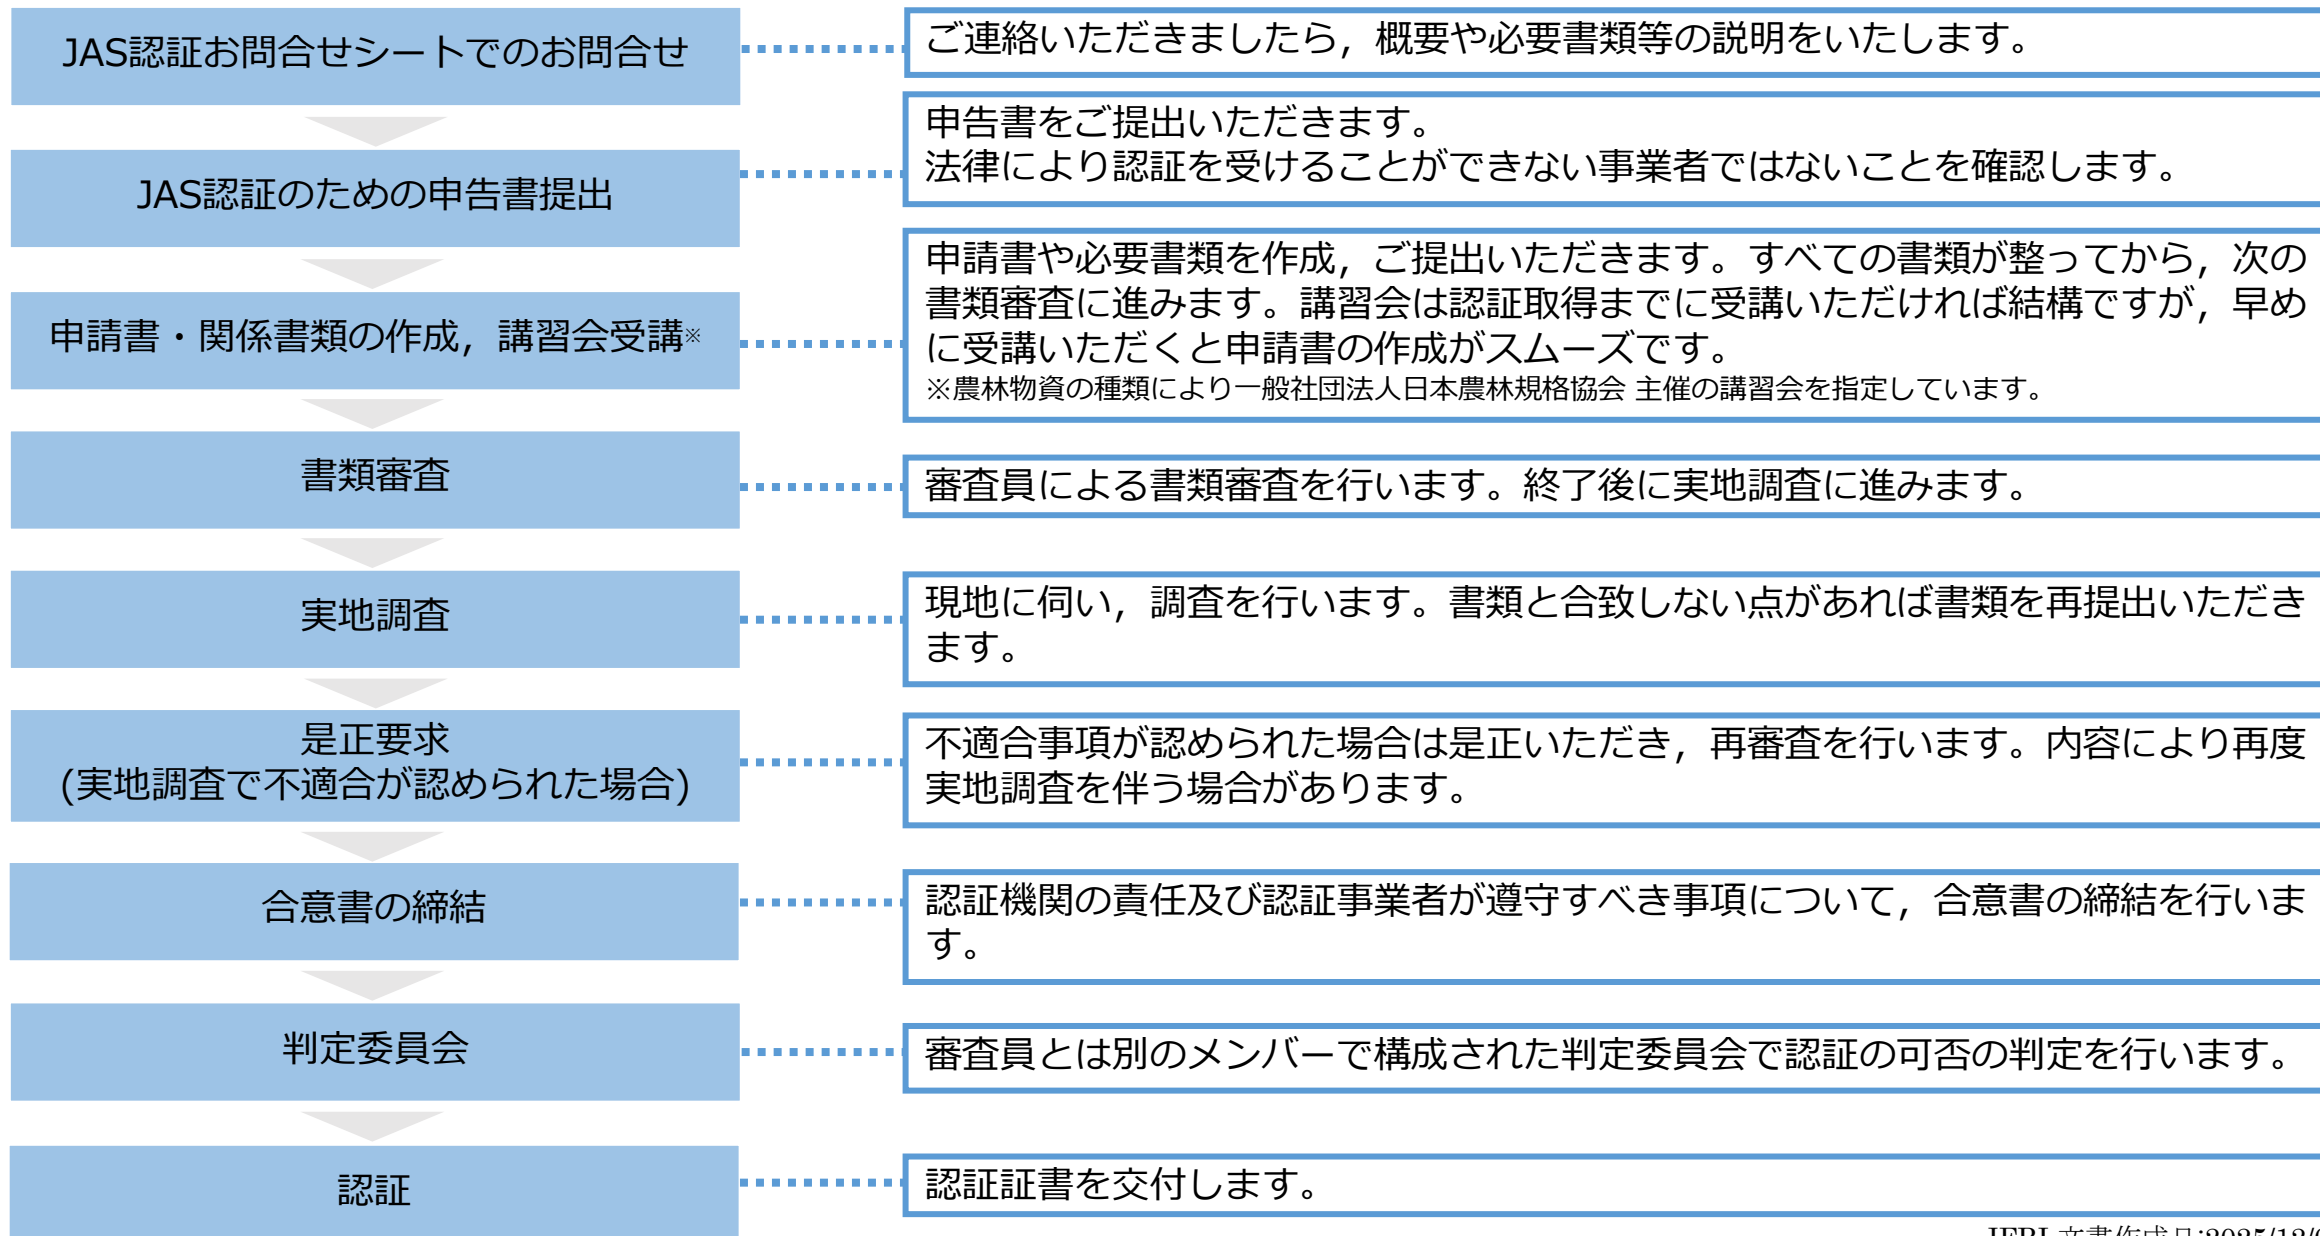 JAS認証お問合せシートでのお問合せ
ご連絡いただきましたら，概要や必要書類等の説明をいたします。
JAS認証のための申告書提出
申告書をご提出いただきます。
法律により認証を受けることができない事業者ではないことを確認します。
申請書・関係書類の作成，講習会受講※
申請書や必要書類を作成，ご提出いただきます。すべての書類が整ってから，次の
書類審査に進みます。講習会は認証取得までに受講いただければ結構ですが，早め
に受講いただくと申請書の作成がスムーズです。
※農林物資の種類により一般社団法人日本農林規格協会 主催の講習会を指定しています。
書類審査
審査員による書類審査を行います。終了後に実地調査に進みます。
実地調査
現地に伺い，調査を行います。書類と合致しない点があれば書類を再提出いただき
ます。
是正要求
(実地調査で不適合が認められた場合)
不適合事項が認められた場合は是正いただき，再審査を行います。内容により再度
実地調査を伴う場合があります。
合意書の締結
認証機関の責任及び認証事業者が遵守すべき事項について，合意書の締結を行いま
す。
判定委員会
審査員とは別のメンバーで構成された判定委員会で認証の可否の判定を行います。
認証
認証証書を交付します。